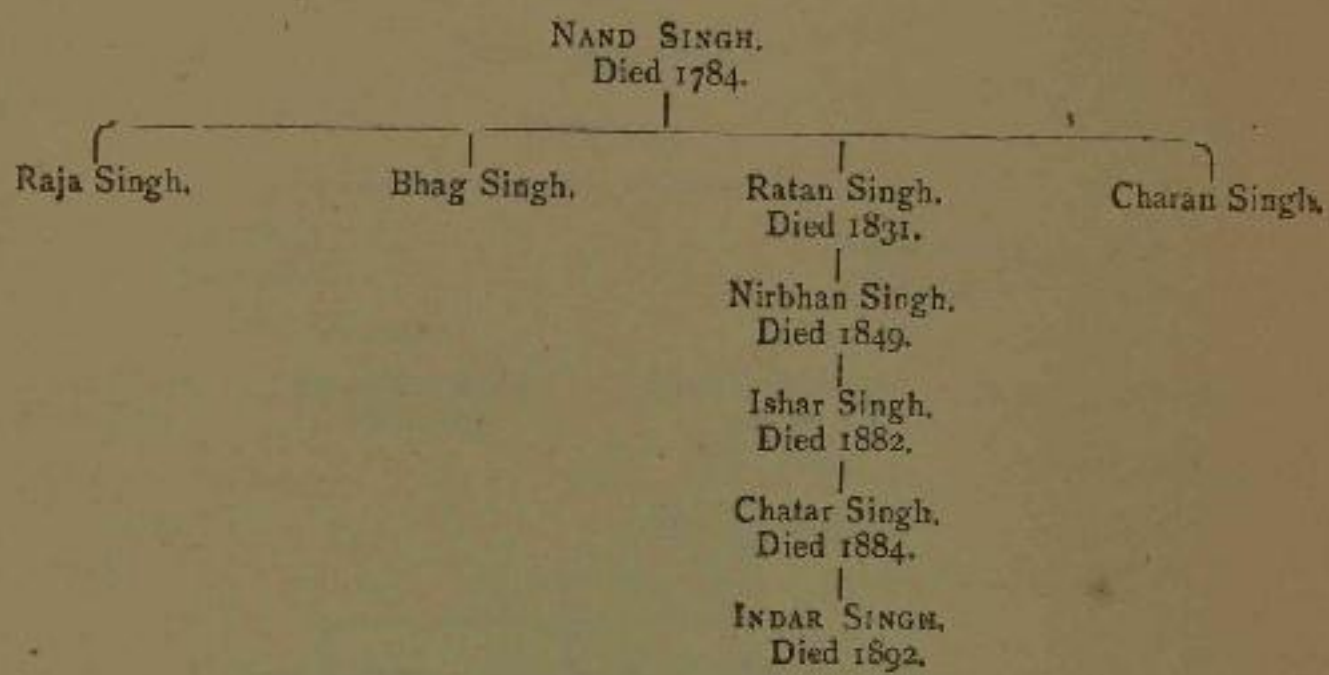 NAND SINGH.
Died 1784.
Raja Singh. Bhag Singh. Ratan Singh. Charan Singh.
Died 1831.
Nirbhan Singh.
Died 1849.
Ishar Singh.
Died 1882.
Chatar Singh.
Died 1884.
INDAR SINGH.
Died 1892.